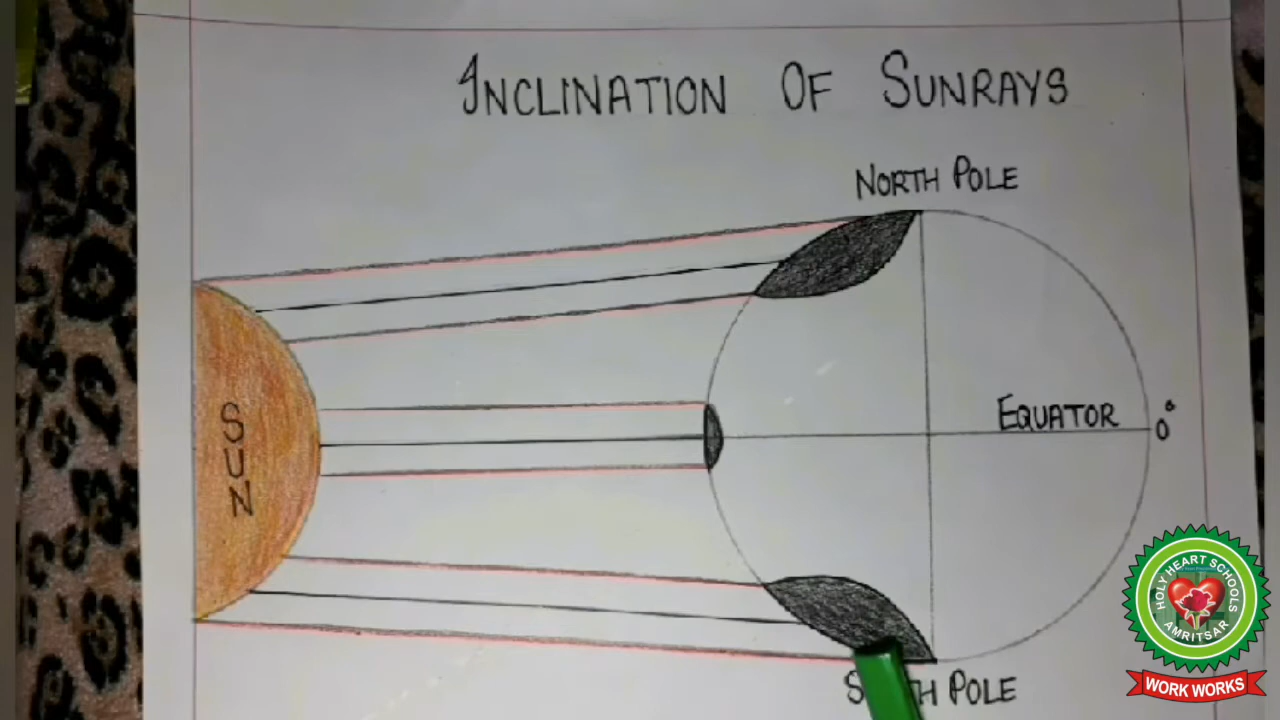 INCLINATION OF SUNRAYS
NORTH POLE
SUN
EQUATOR 0°
POLE
HOLY HEART SCHOOLS
AMRITSAR
WORK WORKS